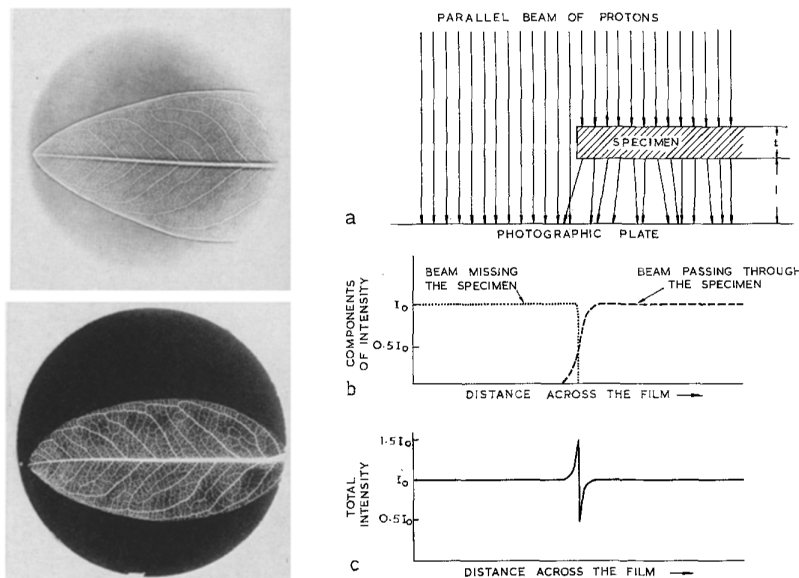 PARALLEL BEAM OF PROTONS
SPECIMEN
t
l
a
PHOTOGRAPHIC PLATE
BEAM MISSING
THE SPECIMEN
BEAM PASSING THROUGH
THE SPECIMEN
COMPONENTS
OF INTENSITY
I₀
0.5I₀
b
DISTANCE ACROSS THE FILM
TOTAL
INTENSITY
1.5I₀
I₀
0.5I₀
c
DISTANCE ACROSS THE FILM